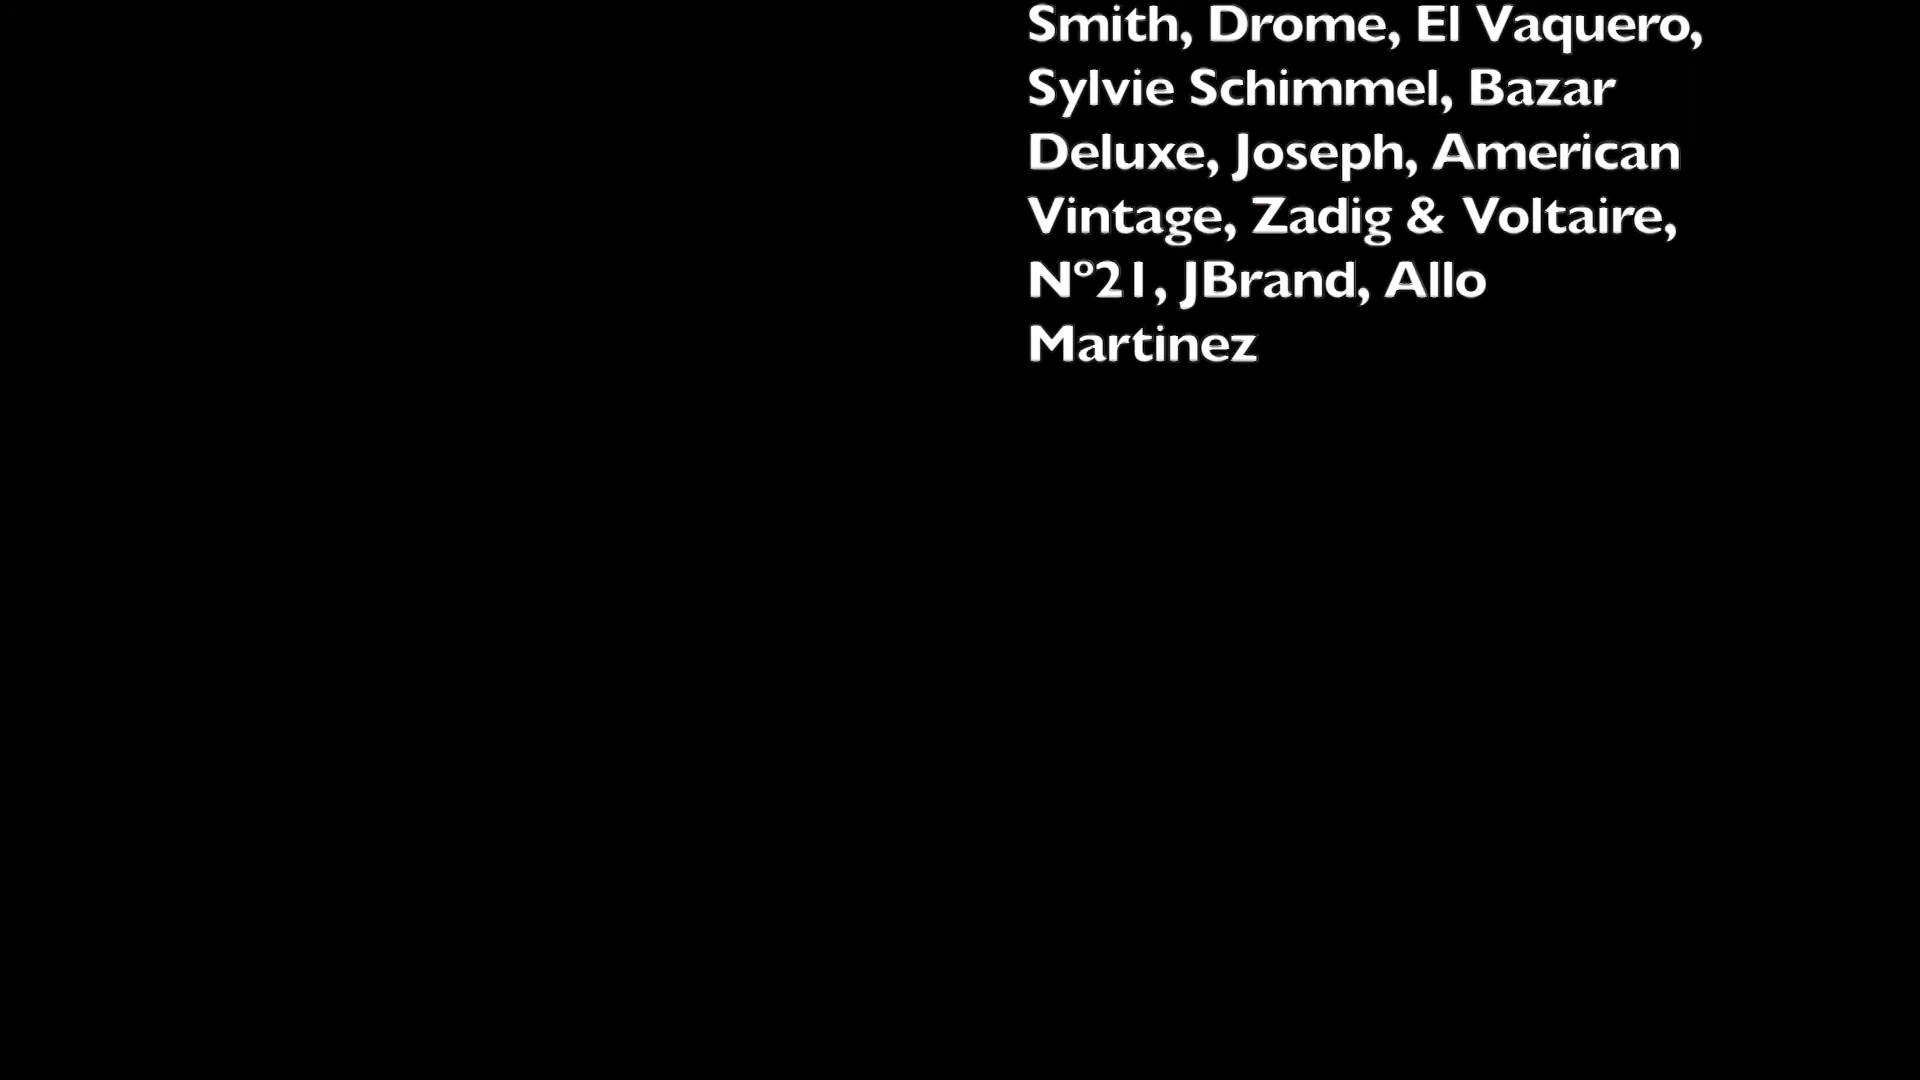 Smith, Drome, El Vaquero,
Sylvie Schimmel, Bazar
Deluxe, Joseph, American
Vintage, Zadig & Voltaire,
Nº21, JBrand, Allo
Martinez